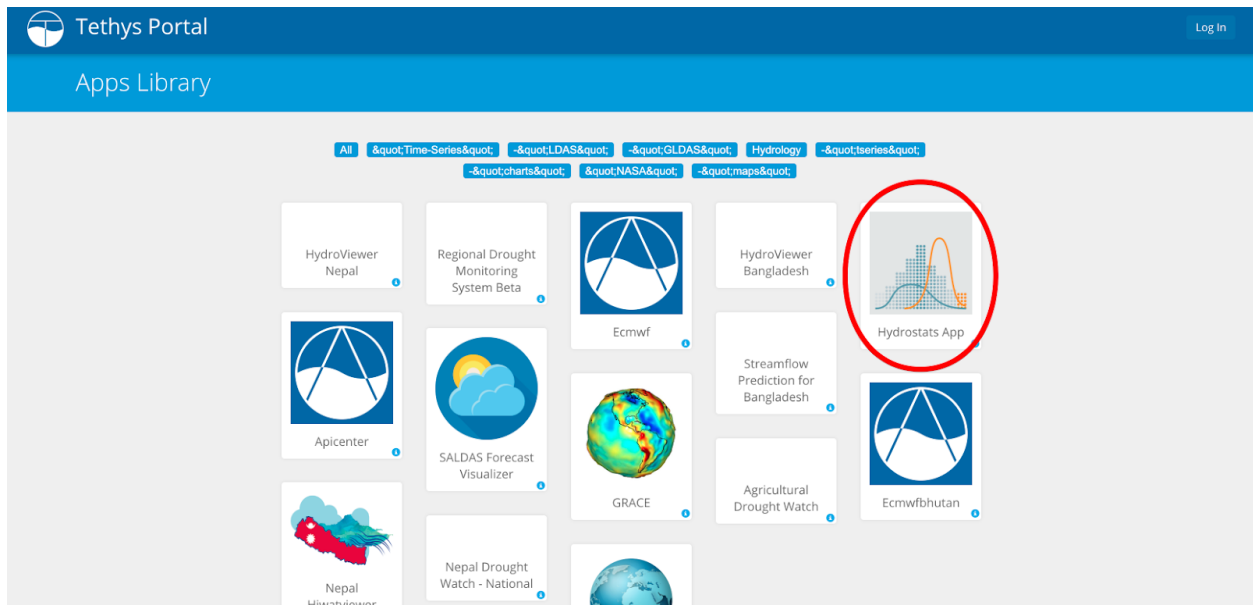 Tethys Portal
Log In
Apps Library
All &quot;Time-Series&quot; -&quot;LDAS&quot; -&quot;GLDAS&quot; Hydrology -&quot;tseries&quot;
-&quot;charts&quot; &quot;NASA&quot; -&quot;maps&quot;
HydroViewer
Nepal
Regional Drought
Monitoring
System Beta
Ecmwf
HydroViewer
Bangladesh
Hydrostats App
Apicenter
SALDAS Forecast
Visualizer
GRACE
Streamflow
Prediction for
Bangladesh
Agricultural
Drought Watch
Ecmwfbhutan
Nepal
Hiwatviewer
Nepal Drought
Watch - National